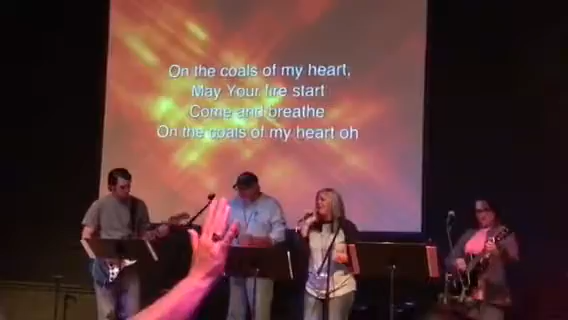 On the coals of my heart,
May Your fire start
Come and breathe
On the coals of my heart oh